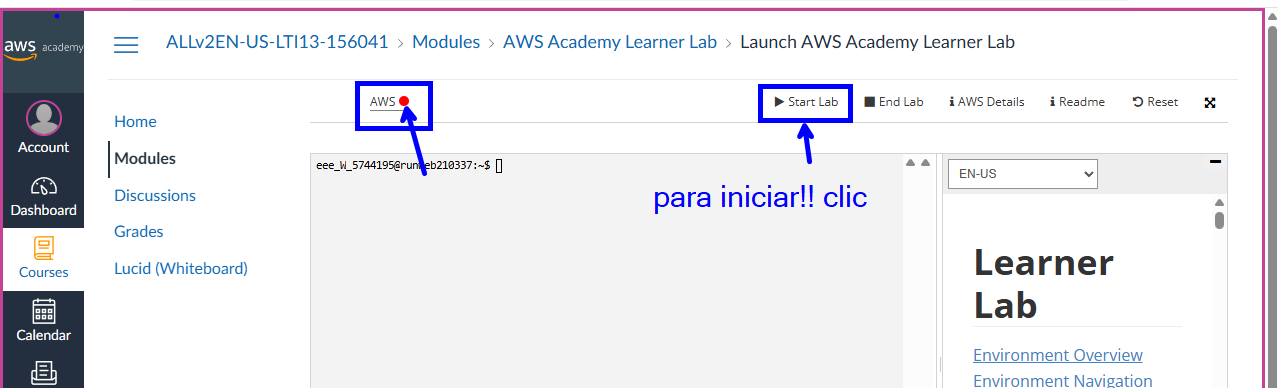 aws academy
ALLv2EN-US-LTI13-156041 > Modules > AWS Academy Learner Lab > Launch AWS Academy Learner Lab
AWS
Start Lab End Lab AWS Details Readme Reset
Account
Dashboard
Courses
Calendar
Home
Modules
Discussions
Grades
Lucid (Whiteboard)
eee_W_5744195@runweb210337:~$
para iniciar!! clic
EN-US
Learner
Lab
Environment Overview
Environment Navigation